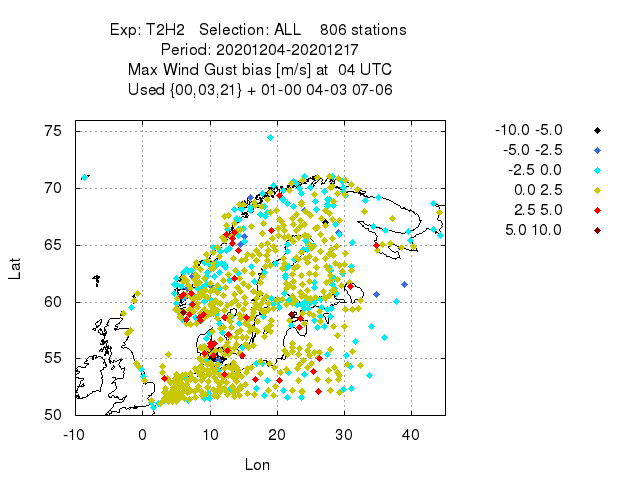 Exp: T2H2 Selection: ALL 806 stations
Period: 20201204-20201217
Max Wind Gust bias [m/s] at 04 UTC
Used {00,03,21} + 01-00 04-03 07-06
-10.0 -5.0
-5.0 -2.5
-2.5 0.0
0.0 2.5
2.5 5.0
5.0 10.0
75
70
65
60
55
50
Lat
-10 0 10 20 30 40
Lon